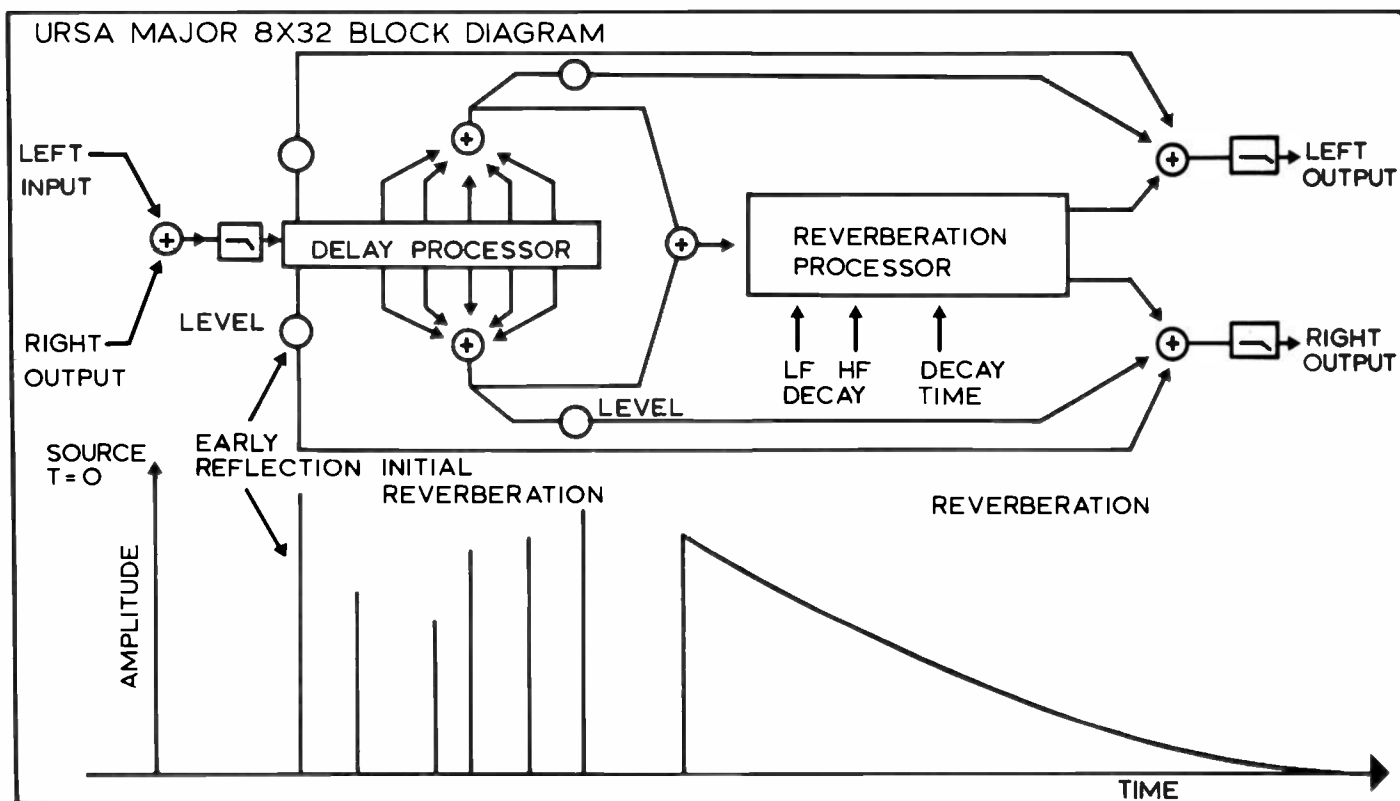 URSA MAJOR 8X32 BLOCK DIAGRAM
LEFT
INPUT
RIGHT
OUTPUT
DELAY PROCESSOR
LEVEL
LEVEL
REVERBERATION
PROCESSOR
LF HF
DECAY
DECAY
TIME
LEFT
OUTPUT
RIGHT
OUTPUT
SOURCE
T=O
EARLY
REFLECTION
INITIAL
REVERBERATION
REVERBERATION
AMPLITUDE
TIME